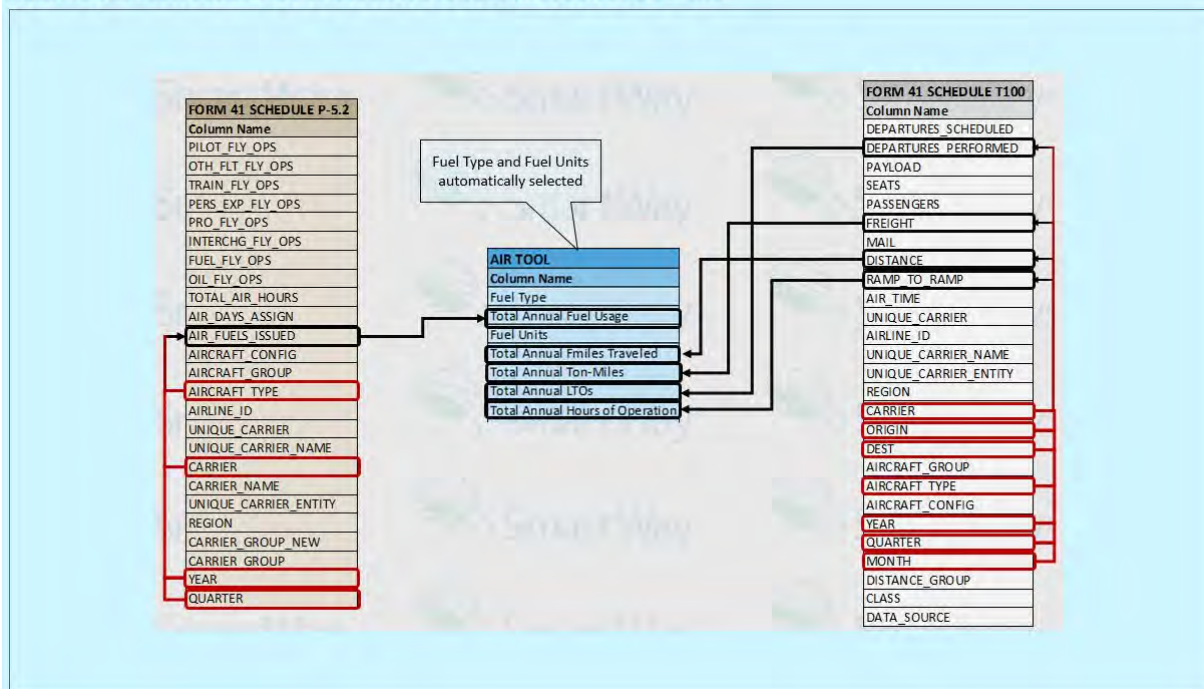 FORM 41 SCHEDULE P-5.2
Column Name
PILOT_FLY_OPS
OTH_FLT_FLY_OPS
TRAIN_FLY_OPS
PERS_EXP_FLY_OPS
PRO_FLY_OPS
INTERCHG_FLY_OPS
FUEL_FLY_OPS
OIL_FLY_OPS
TOTAL_AIR_HOURS
AIR_DAYS_ASSIGN
AIR_FUELS_ISSUED
AIRCRAFT_CONFIG
AIRCRAFT_GROUP
AIRCRAFT_TYPE
AIRLINE_ID
UNIQUE_CARRIER
UNIQUE_CARRIER_NAME
CARRIER
CARRIER_NAME
UNIQUE_CARRIER_ENTITY
REGION
CARRIER_GROUP_NEW
CARRIER_GROUP
YEAR
QUARTER
Fuel Type and Fuel Units
automatically selected
AIR TOOL
Column Name
Fuel Type
Total Annual Fuel Usage
Fuel Units
Total Annual Fmiles Traveled
Total Annual Ton-Miles
Total Annual LTOs
Total Annual Hours of Operation
FORM 41 SCHEDULE T100
Column Name
DEPARTURES_SCHEDULED
DEPARTURES_PERFORMED
PAYLOAD
SEATS
PASSENGERS
FREIGHT
MAIL
DISTANCE
RAMP_TO_RAMP
AIR_TIME
UNIQUE_CARRIER
AIRLINE_ID
UNIQUE_CARRIER_NAME
UNIQUE_CARRIER_ENTITY
REGION
CARRIER
ORIGIN
DEST
AIRCRAFT_GROUP
AIRCRAFT_TYPE
AIRCRAFT_CONFIG
YEAR
QUARTER
MONTH
DISTANCE_GROUP
CLASS
DATA_SOURCE